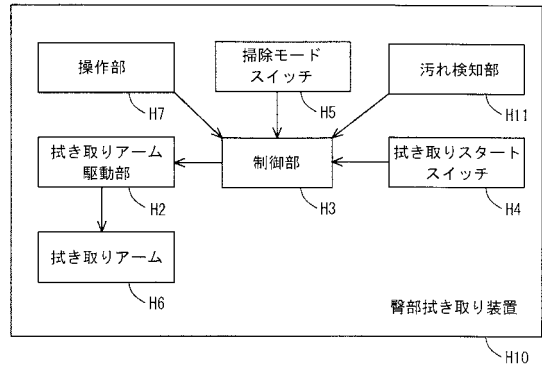 操作部
H7
掃除モード
スイッチ
H5
汚れ検知部
H11
拭き取りアーム
駆動部
H2
制御部
H3
拭き取りスタート
スイッチ
H4
拭き取りアーム
H6
臀部拭き取り装置
H10